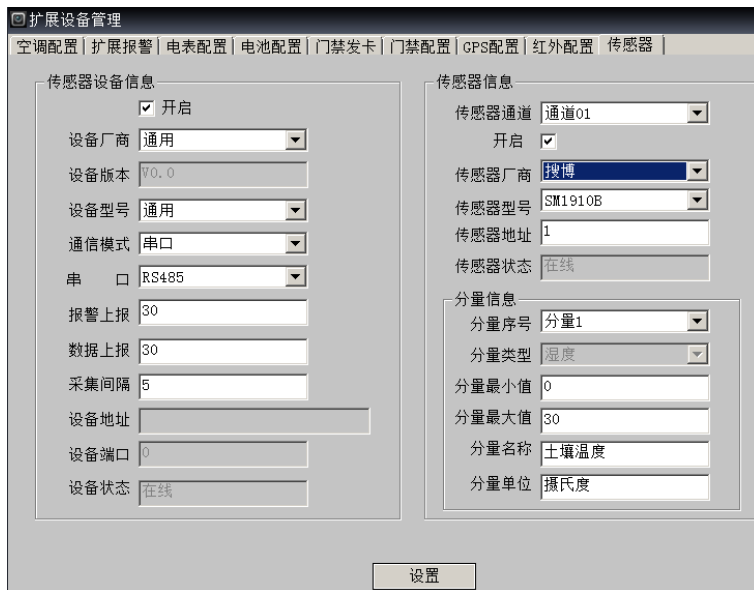 扩展设备管理
空调配置 扩展报警 电表配置 电池配置 门禁发卡 门禁配置 GPS配置 红外配置 传感器
传感器设备信息
开启
设备厂商 通用
设备版本 V0.0
设备型号 通用
通信模式 串口
串 口 RS485
报警上报 30
数据上报 30
采集间隔 5
设备地址
设备端口 0
设备状态 在线
传感器信息
传感器通道 通道01
开启
传感器厂商 搜博
传感器型号 SM1910B
传感器地址 1
传感器状态 在线
分量信息
分量序号 分量1
分量类型 湿度
分量最小值 0
分量最大值 30
分量名称 土壤温度
分量单位 摄氏度
设置